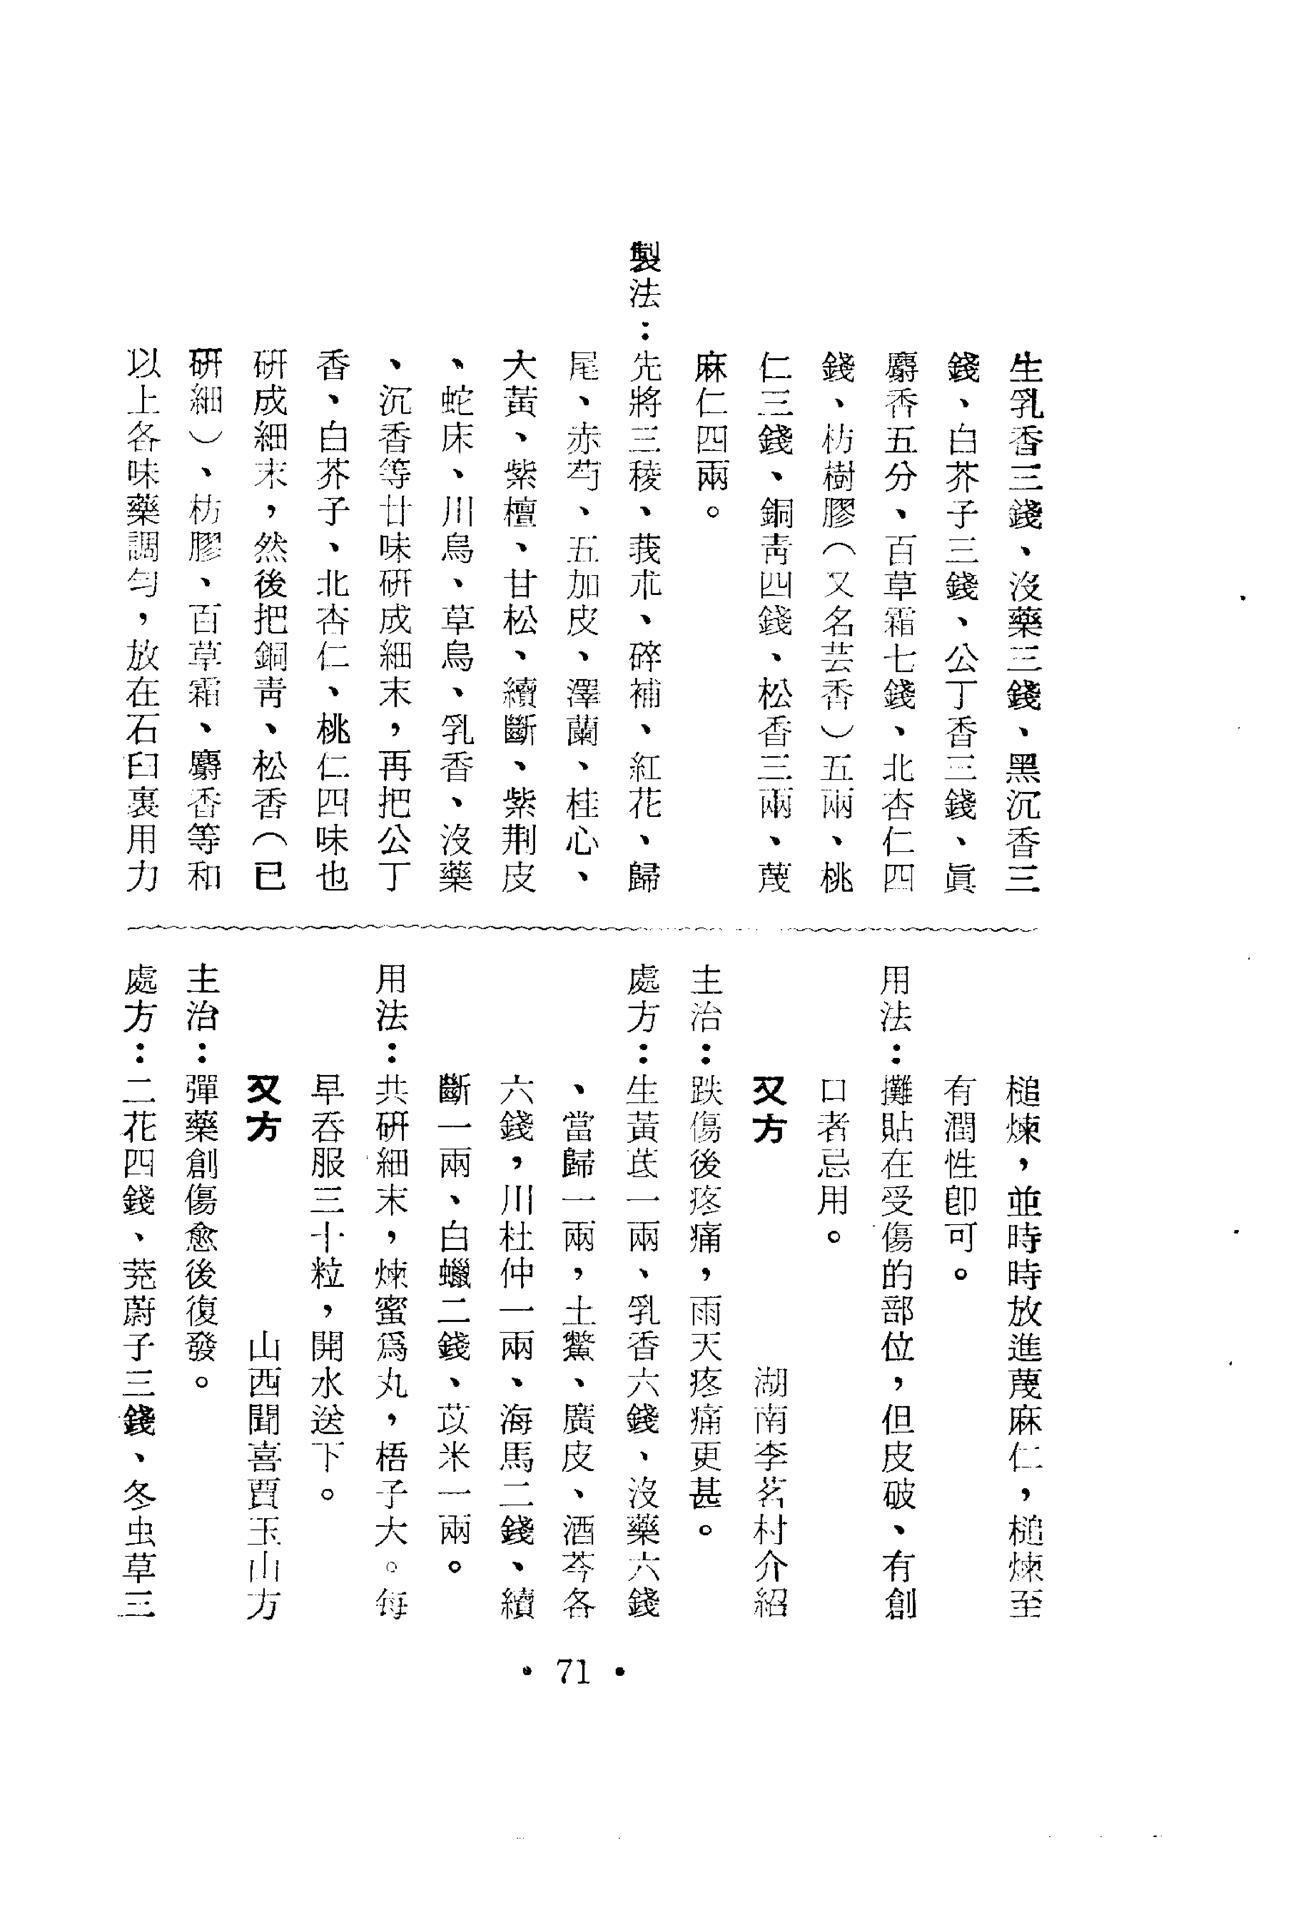 生乳香三錢、沒藥三錢、黑沉香三
錢、白芥子三錢、公丁香三錢、眞
麝香五分、百草霜七錢、北杏仁四
錢、枋樹膠（又名芸香）五兩、桃
仁三錢、銅靑四錢、松香三兩、蓖
麻仁四兩。
製法：先將三稜、莪朮、碎補、紅花、歸
尾、赤芍、五加皮、澤蘭、桂心、
大黃、紫檀、甘松、續斷、紫荆皮
、蛇床、川烏、草烏、乳香、沒藥
、沉香等廿味研成細末，再把公丁
香、白芥子、北杏仁、桃仁四味也
研成細末，然後把銅靑、松香（已
研細）、枋膠、百草霜、麝香等和
以上各味藥調勻，放在石臼裏用力
槌煉，並時時放進蓖麻仁，槌煉至
有潤性卽可。
用法：攤貼在受傷的部位，但皮破、有創
口者忌用。
又方　湖南李茗村介紹
主治：跌傷後疼痛，雨天疼痛更甚。
處方：生黃芪一兩、乳香六錢、沒藥六錢
、當歸一兩，土鱉、廣皮、酒芩各
六錢，川杜仲一兩、海馬二錢、續
斷一兩、白蠟二錢、苡米一兩。
用法：共研細末，煉蜜爲丸，梧子大。每
早呑服三十粒，開水送下。
又方　山西聞喜賈玉山方
主治：彈藥創傷愈後復發。
處方：二花四錢、茺蔚子三錢、冬虫草三
• 71 •